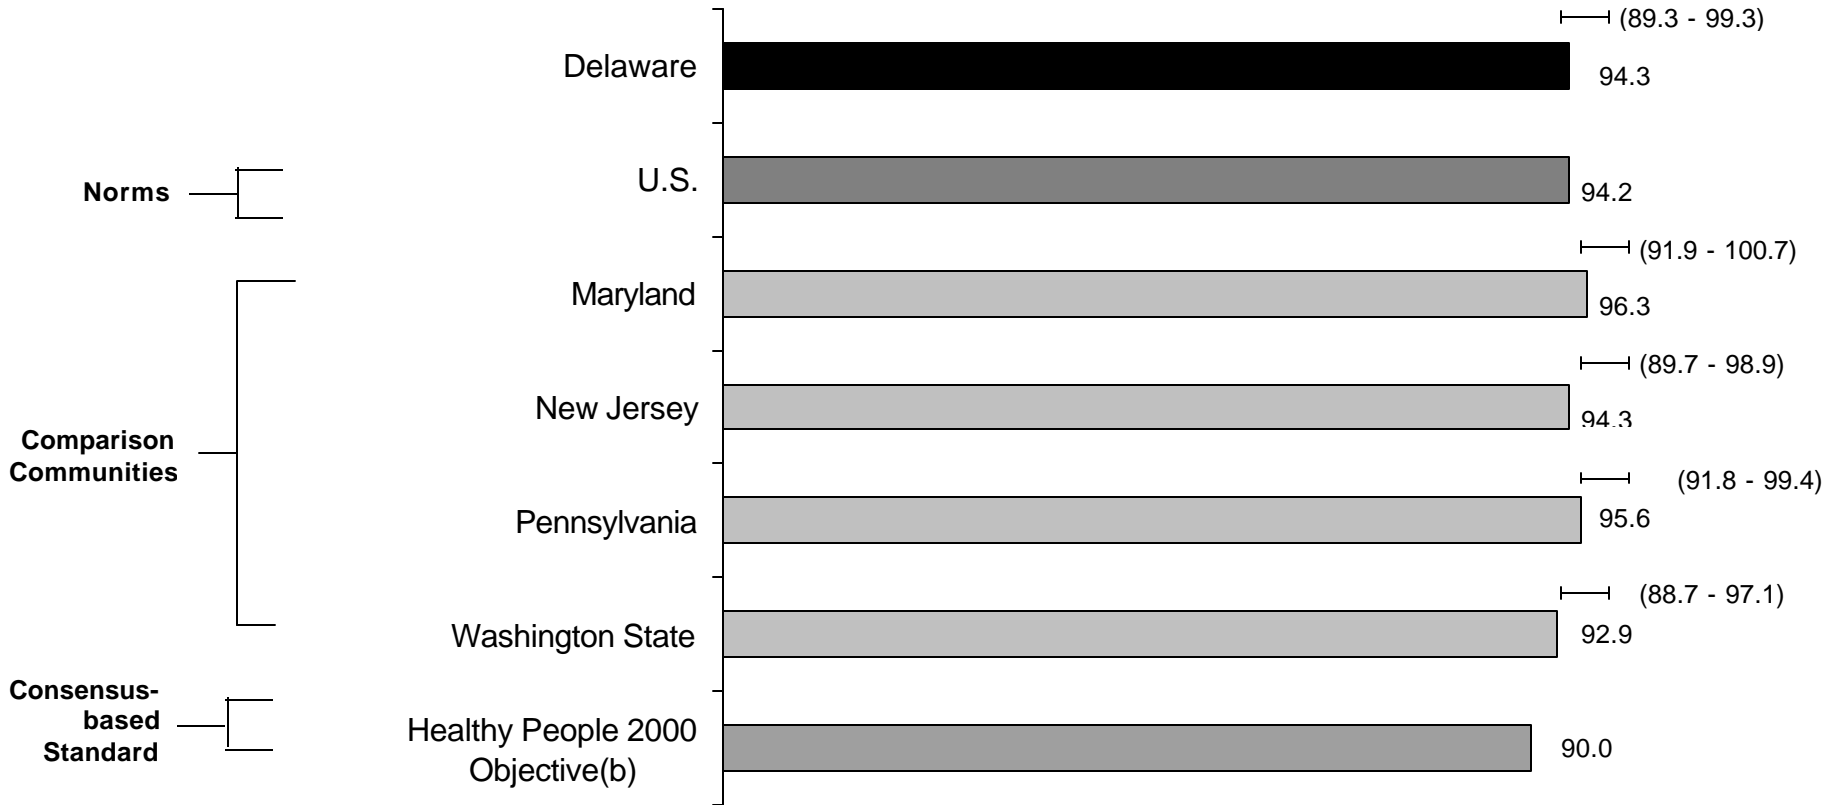 (89.3 - 99.3)
Delaware
94.3
Norms
U.S.
94.2
(91.9 - 100.7)
Maryland
96.3
(89.7 - 98.9)
New Jersey
94.3
Comparison
Communities
(91.8 - 99.4)
Pennsylvania
95.6
(88.7 - 97.1)
Washington State
92.9
Consensus-
based
Standard
Healthy People 2000
Objective(b)
90.0